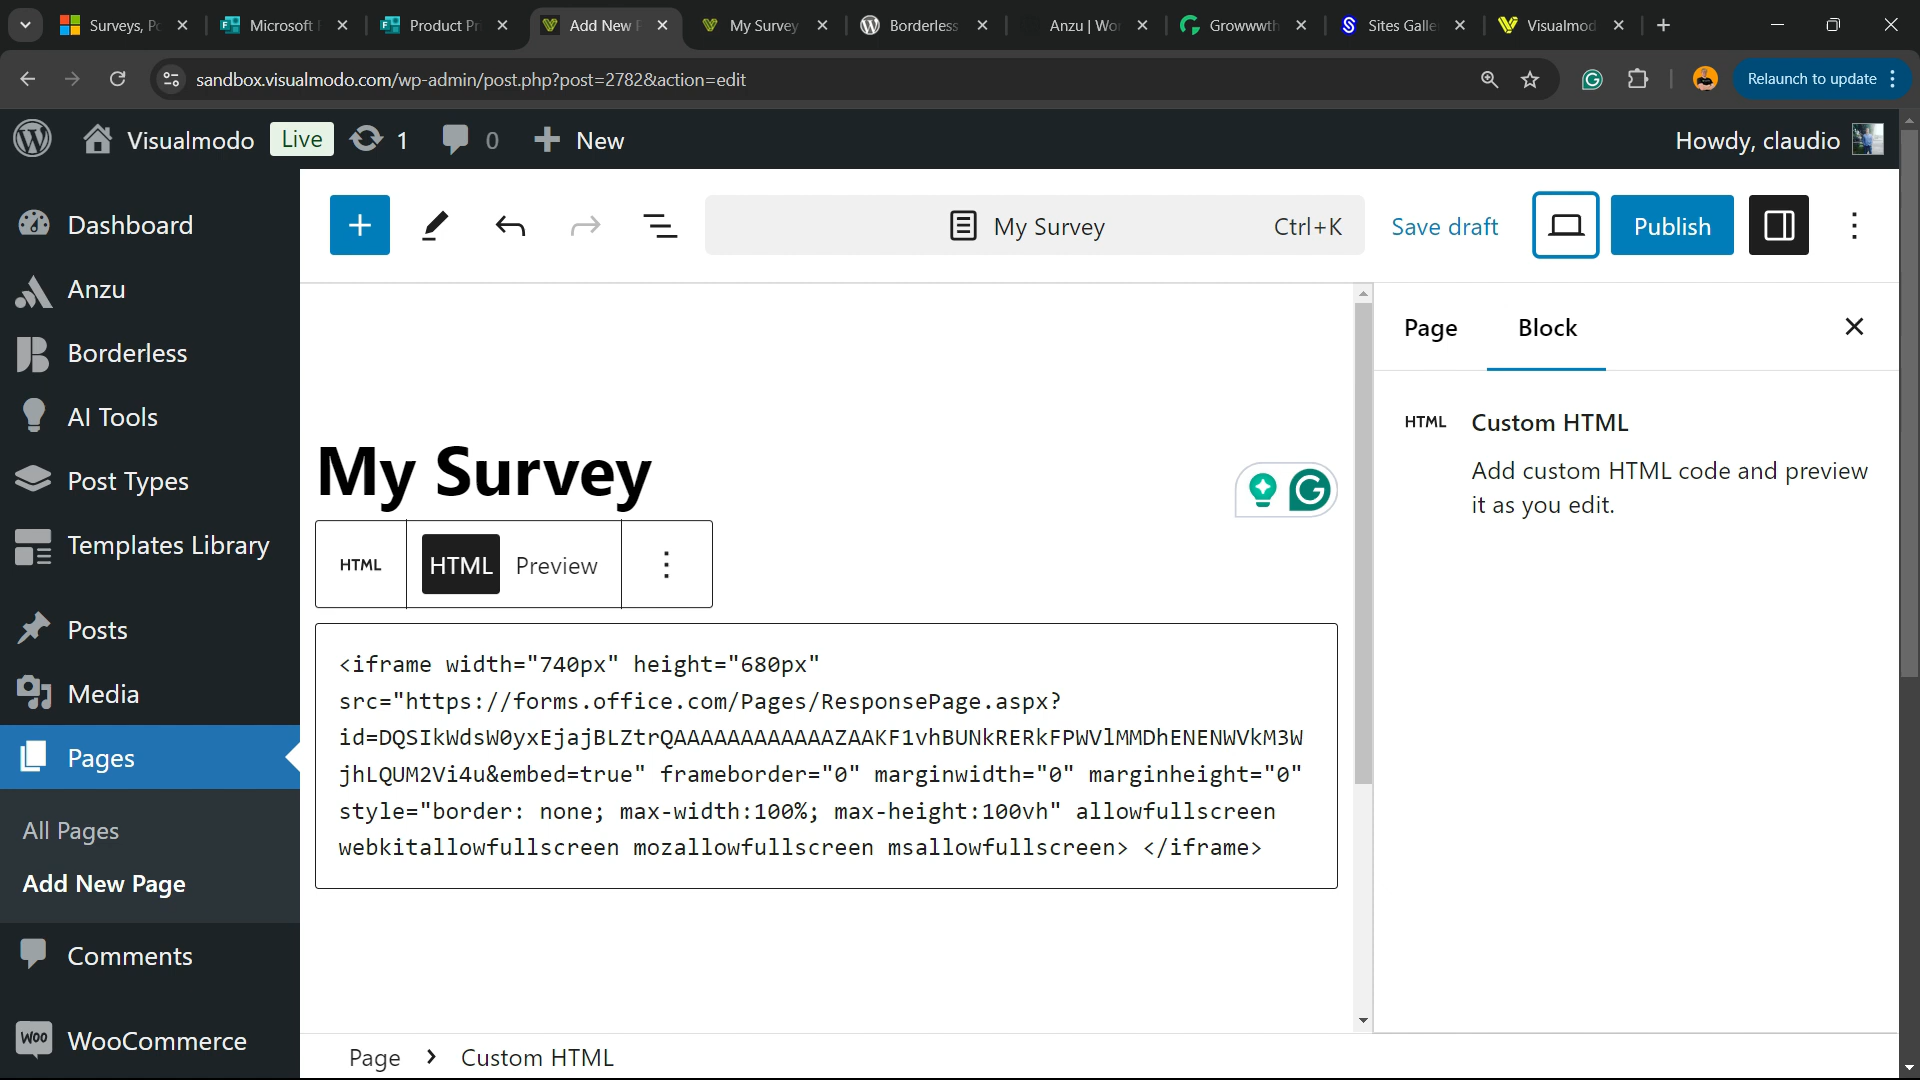 Surveys, Po
Microsoft F
Product Pr
Add New P
My Survey
Borderless
Anzu | Wor
Growwwth
Sites Galle
Visualmod
sandbox.visualmodo.com/wp-admin/post.php?post=2782&action=edit
Relaunch to update
Visualmodo
Live
1
0
New
Howdy, claudio
Dashboard
Anzu
Borderless
AI Tools
Post Types
Templates Library
Posts
Media
Pages
All Pages
Add New Page
Comments
WOO
WooCommerce
My Survey
Ctrl+K
Save draft
Publish
My Survey
HTML
HTML
Preview
<iframe width="740px" height="680px"
src="https://forms.office.com/Pages/ResponsePage.aspx?
id=DQSIkWdsW0yxEjajBLZtrQAAAAAAAAAAAAZAAKF1vhBUNkRERkFPWVlMMDhENENWVkM3W
jhLQUM2Vi4u&embed=true" frameborder="0" marginwidth="0" marginheight="0"
style="border: none; max-width:100%; max-height:100vh" allowfullscreen
webkitallowfullscreen mozallowfullscreen msallowfullscreen> </iframe>
Page
Block
HTML
Custom HTML
Add custom HTML code and preview
it as you edit.
Page > Custom HTML